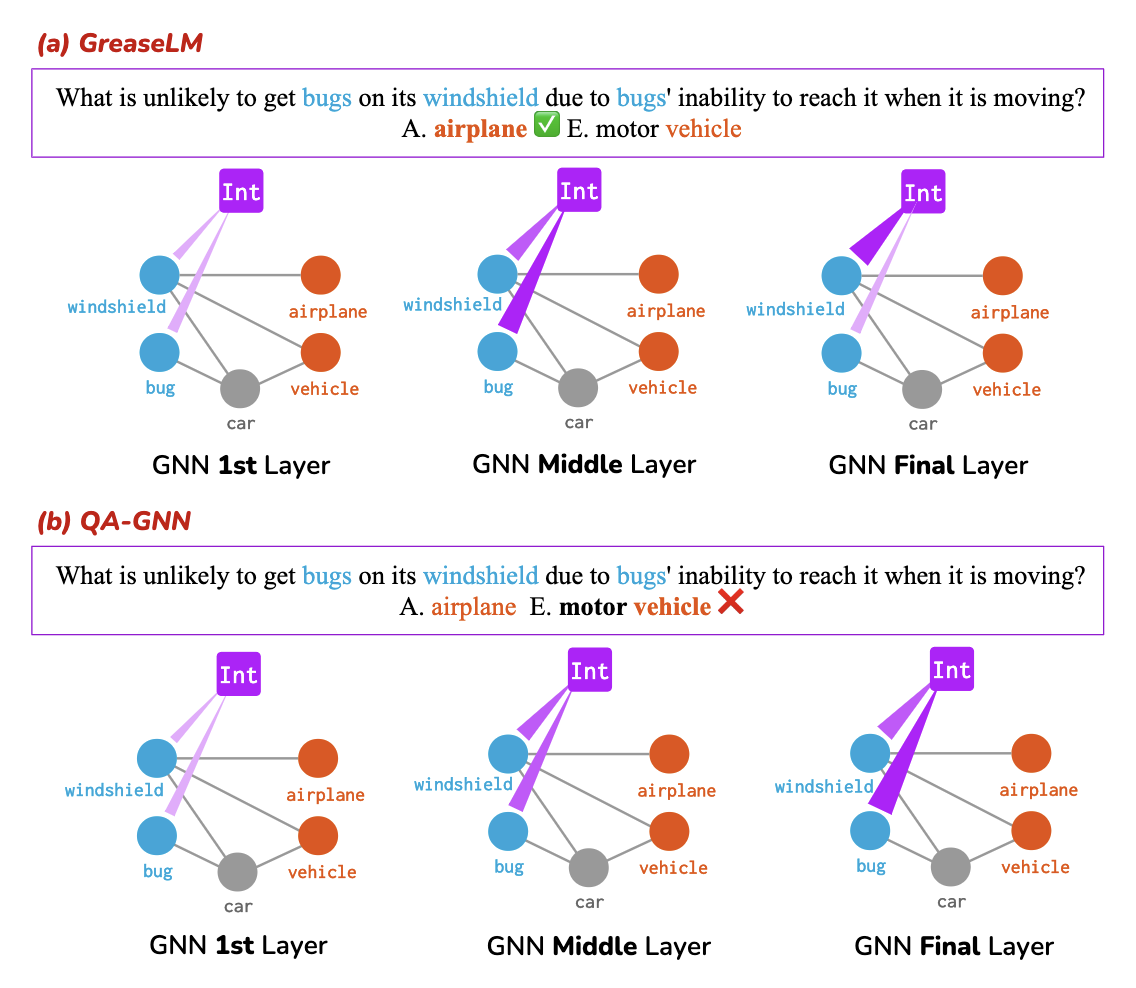 (a) GreaseLM
What is unlikely to get bugs on its windshield due to bugs' inability to reach it when it is moving?
A. airplane ✅ E. motor vehicle
Int
Int
Int
windshield
airplane
windshield
airplane
windshield
airplane
bug
vehicle
bug
vehicle
bug
vehicle
car
car
car
GNN 1st Layer
GNN Middle Layer
GNN Final Layer
(b) QA-GNN
What is unlikely to get bugs on its windshield due to bugs' inability to reach it when it is moving?
A. airplane E. motor vehicle ❌
Int
Int
Int
windshield
airplane
windshield
airplane
windshield
airplane
bug
vehicle
bug
vehicle
bug
vehicle
car
car
car
GNN 1st Layer
GNN Middle Layer
GNN Final Layer